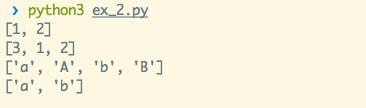 ❯ python3 ex_2.py
[1, 2]
[3, 1, 2]
['a', 'A', 'b', 'B']
['a', 'b']